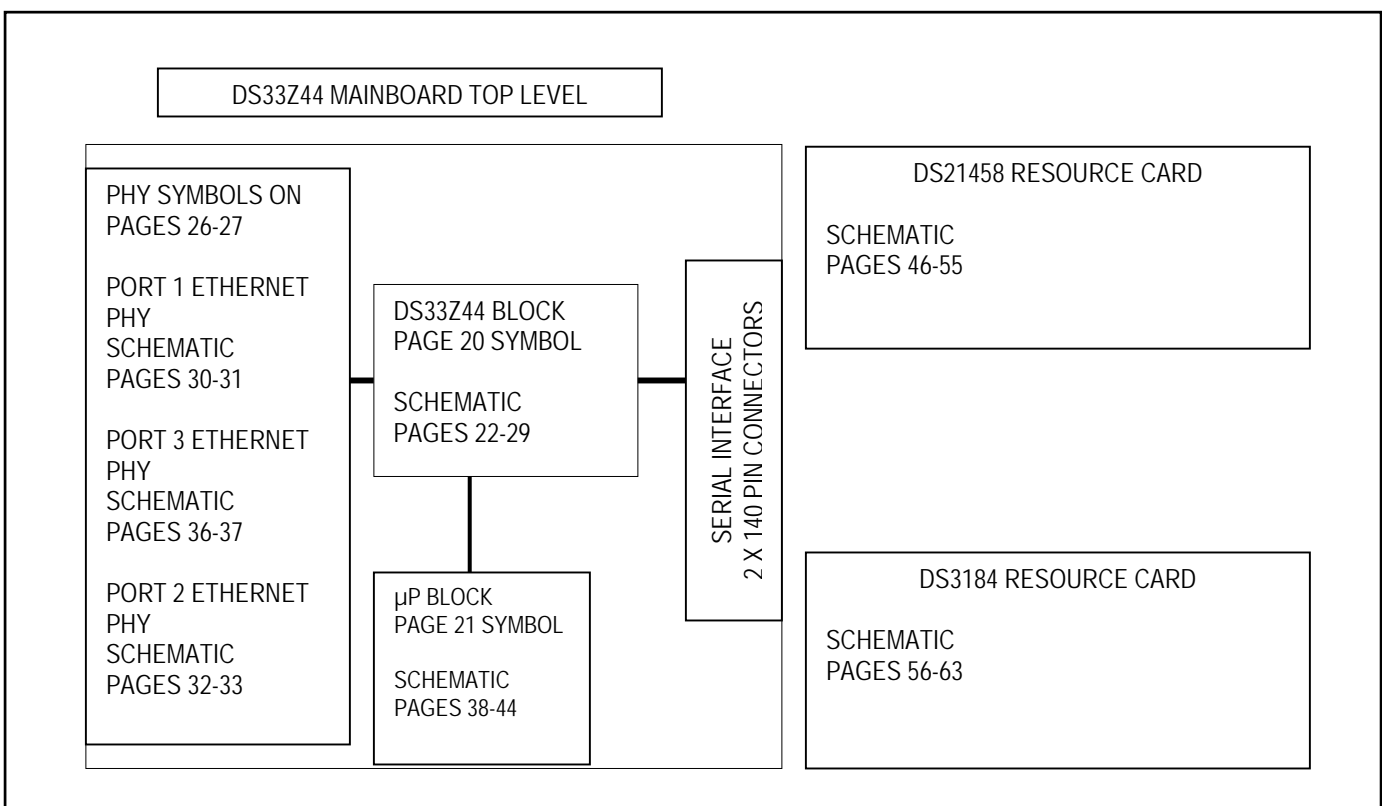 DS33Z44 MAINBOARD TOP LEVEL
PHY SYMBOLS ON
PAGES 26-27
PORT 1 ETHERNET
PHY
SCHEMATIC
PAGES 30-31
PORT 3 ETHERNET
PHY
SCHEMATIC
PAGES 36-37
PORT 2 ETHERNET
PHY
SCHEMATIC
PAGES 32-33
DS33Z44 BLOCK
PAGE 20 SYMBOL
SCHEMATIC
PAGES 22-29
µP BLOCK
PAGE 21 SYMBOL
SCHEMATIC
PAGES 38-44
SERIAL INTERFACE
2 X 140 PIN CONNECTORS
DS21458 RESOURCE CARD
SCHEMATIC
PAGES 46-55
DS3184 RESOURCE CARD
SCHEMATIC
PAGES 56-63